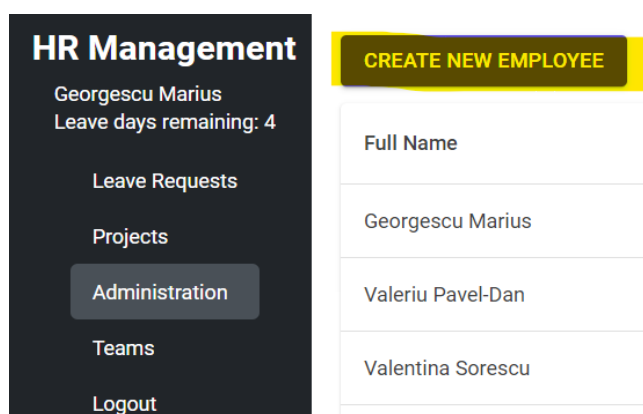 HR Management
Georgescu Marius
Leave days remaining: 4
Leave Requests
Projects
Administration
Teams
Logout
CREATE NEW EMPLOYEE
Full Name
Georgescu Marius
Valeriu Pavel-Dan
Valentina Sorescu